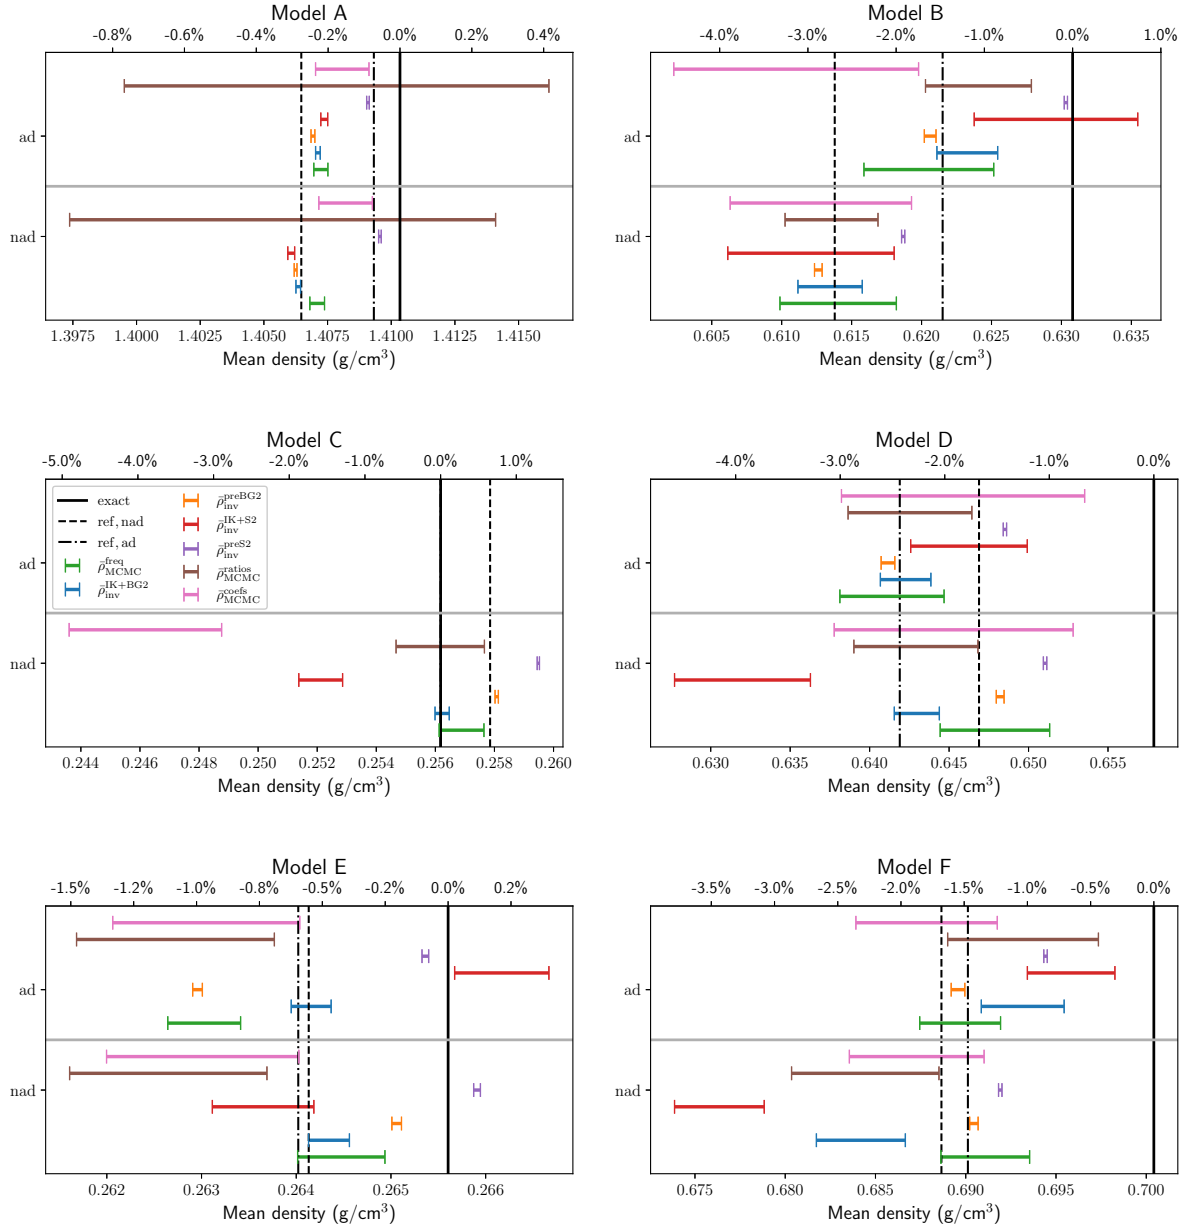 Model A
-0.8% -0.6% -0.4% -0.2% 0.0% 0.2% 0.4%
ad
nad
1.3975 1.4000 1.4025 1.4050 1.4075 1.4100 1.4125 1.4150
Mean density (g/cm³)
Model B
-4.0% -3.0% -2.0% -1.0% 0.0% 1.0%
ad
nad
0.605 0.610 0.615 0.620 0.625 0.630 0.635
Mean density (g/cm³)
Model C
-5.0% -4.0% -3.0% -2.0% -1.0% 0.0% 1.0%
exact
ref, nad
ref, ad
ρ̄_MCMC^freq
ρ̄_inv^IK+BG2
ρ̄_inv^preBG2
ρ̄_inv^IK+S2
ρ̄_inv^preS2
ρ̄_MCMC^ratios
ρ̄_MCMC^coefs
ad
nad
0.244 0.246 0.248 0.250 0.252 0.254 0.256 0.258 0.260
Mean density (g/cm³)
Model D
-4.0% -3.0% -2.0% -1.0% 0.0%
ad
nad
0.630 0.635 0.640 0.645 0.650 0.655
Mean density (g/cm³)
Model E
-1.5% -1.2% -1.0% -0.8% -0.5% -0.2% 0.0% 0.2%
ad
nad
0.262 0.263 0.264 0.265 0.266
Mean density (g/cm³)
Model F
-3.5% -3.0% -2.5% -2.0% -1.5% -1.0% -0.5% 0.0%
ad
nad
0.675 0.680 0.685 0.690 0.695 0.700
Mean density (g/cm³)